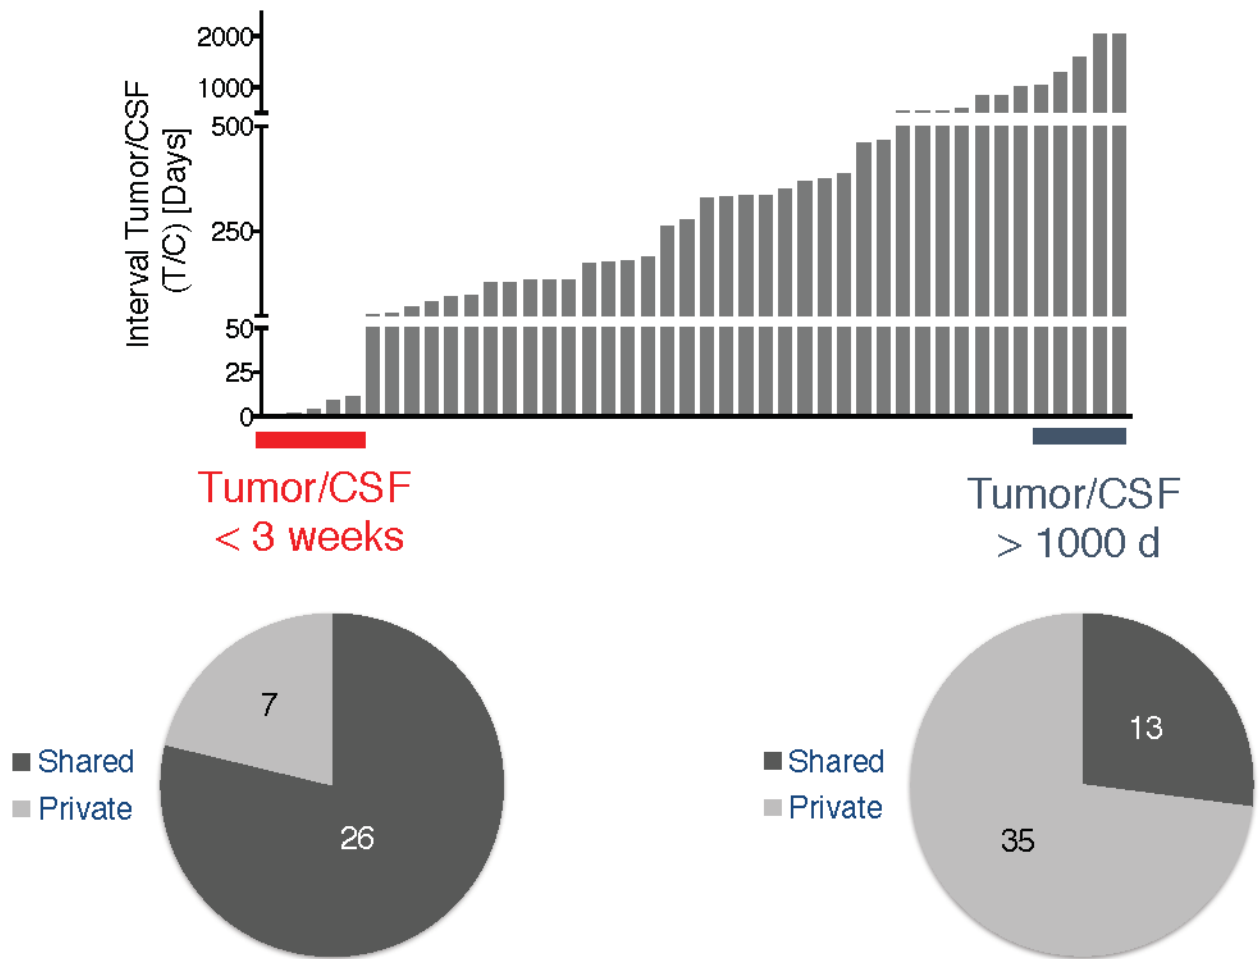 Interval Tumor/CSF
(T/C) [Days]
2000
1000
500
250
50
25
0
Tumor/CSF
< 3 weeks
Tumor/CSF
> 1000 d
7
26
Shared
Private
13
35
Shared
Private